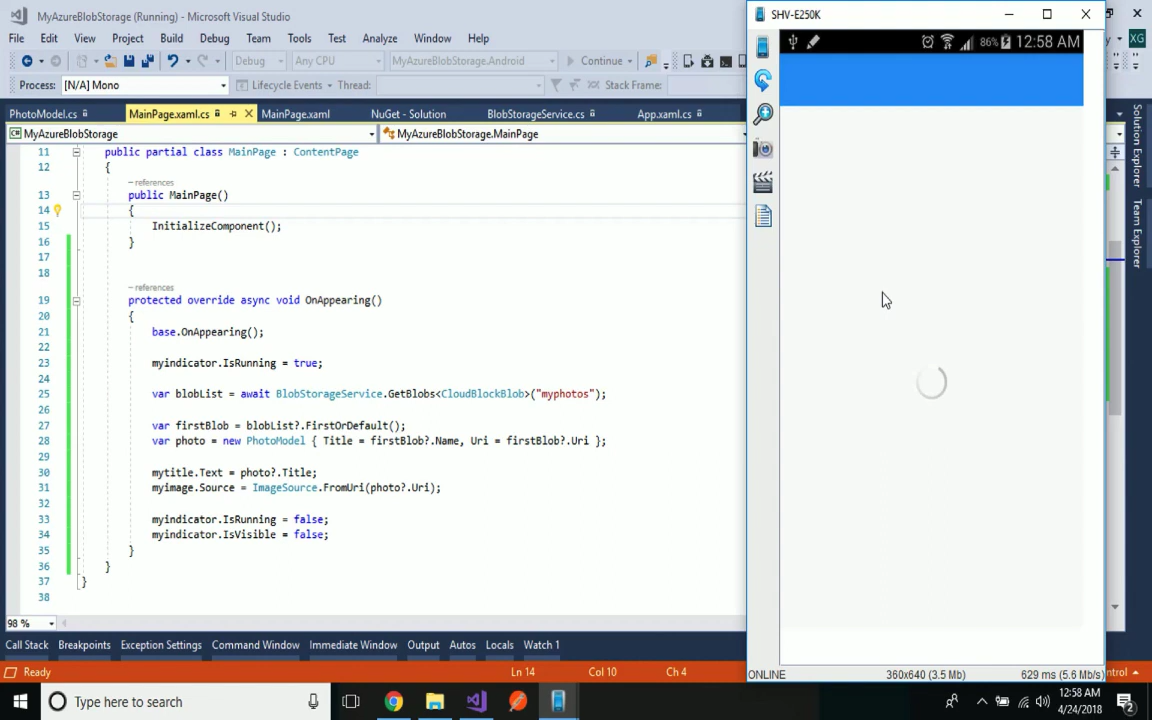 MyAzureBlobStorage (Running) - Microsoft Visual Studio
File Edit View Project Build Debug Team Tools Test Analyze Window Help
Debug Any CPU MyAzureBlobStorage.Android Continue
Process: [N/A] Mono Lifecycle Events Thread: Stack Frame:
PhotoModel.cs MainPage.xaml.cs MainPage.xaml NuGet - Solution BlobStorageService.cs App.xaml.cs
MyAzureBlobStorage MyAzureBlobStorage.MainPage
11 public partial class MainPage : ContentPage
12 {
– references
13 public MainPage()
14 {
15 InitializeComponent();
16 }
17
18
– references
19 protected override async void OnAppearing()
20 {
21 base.OnAppearing();
22
23 myindicator.IsRunning = true;
24
25 var blobList = await BlobStorageService.GetBlobs<CloudBlockBlob>("myphotos");
26
27 var firstBlob = blobList?.FirstOrDefault();
28 var photo = new PhotoModel { Title = firstBlob?.Name, Uri = firstBlob?.Uri };
29
30 mytitle.Text = photo?.Title;
31 myimage.Source = ImageSource.FromUri(photo?.Uri);
32
33 myindicator.IsRunning = false;
34 myindicator.IsVisible = false;
35 }
36 }
37 }
38
98 %
Call Stack Breakpoints Exception Settings Command Window Immediate Window Output Autos Locals Watch 1
Ready Ln 14 Col 10 Ch 4
SHV-E250K
86% 12:58 AM
ONLINE 360x640 (3.5 Mb) 629 ms (5.6 Mb/s)
XG
Solution Explorer
Team Explorer
Type here to search
12:58 AM
4/24/2018
2